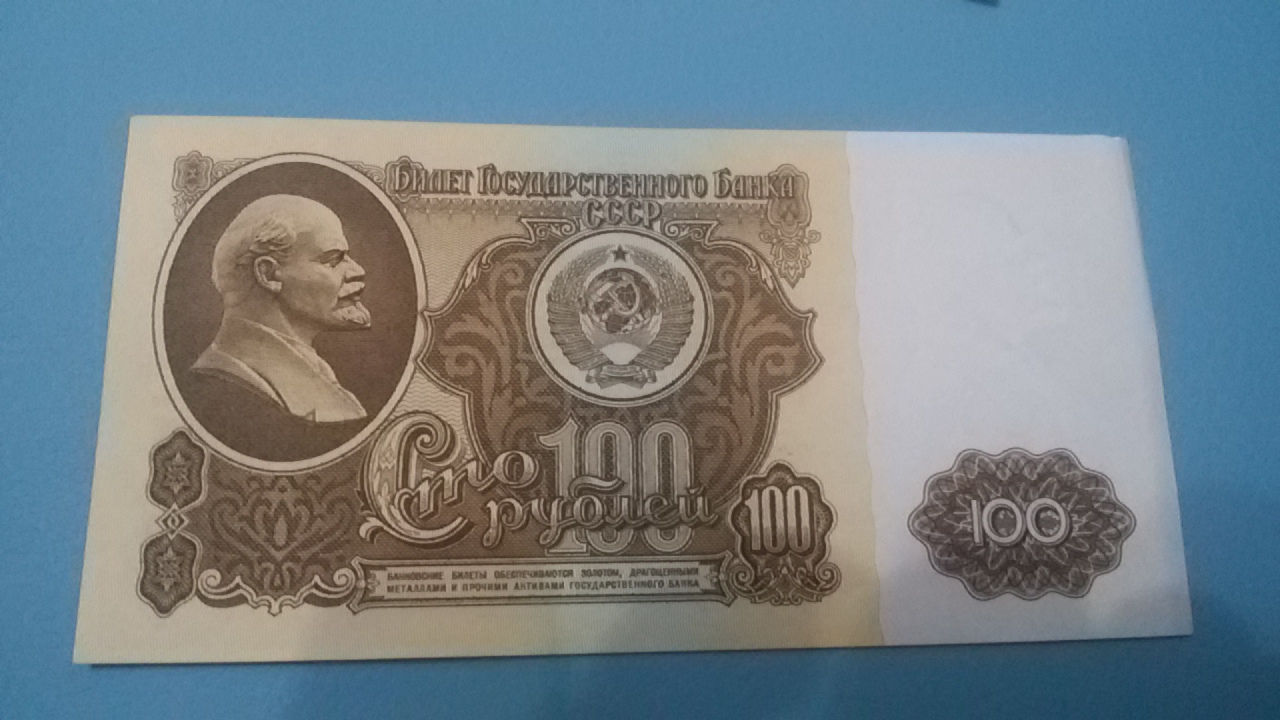 Билет Государственного Банка
СССР
Сто 100
рублей
100
100
БАНКОВСКИЕ БИЛЕТЫ ОБЕСПЕЧИВАЮТСЯ ЗОЛОТОМ, ДРАГОЦЕННЫМИ
МЕТАЛЛАМИ И ПРОЧИМИ АКТИВАМИ ГОСУДАРСТВЕННОГО БАНКА